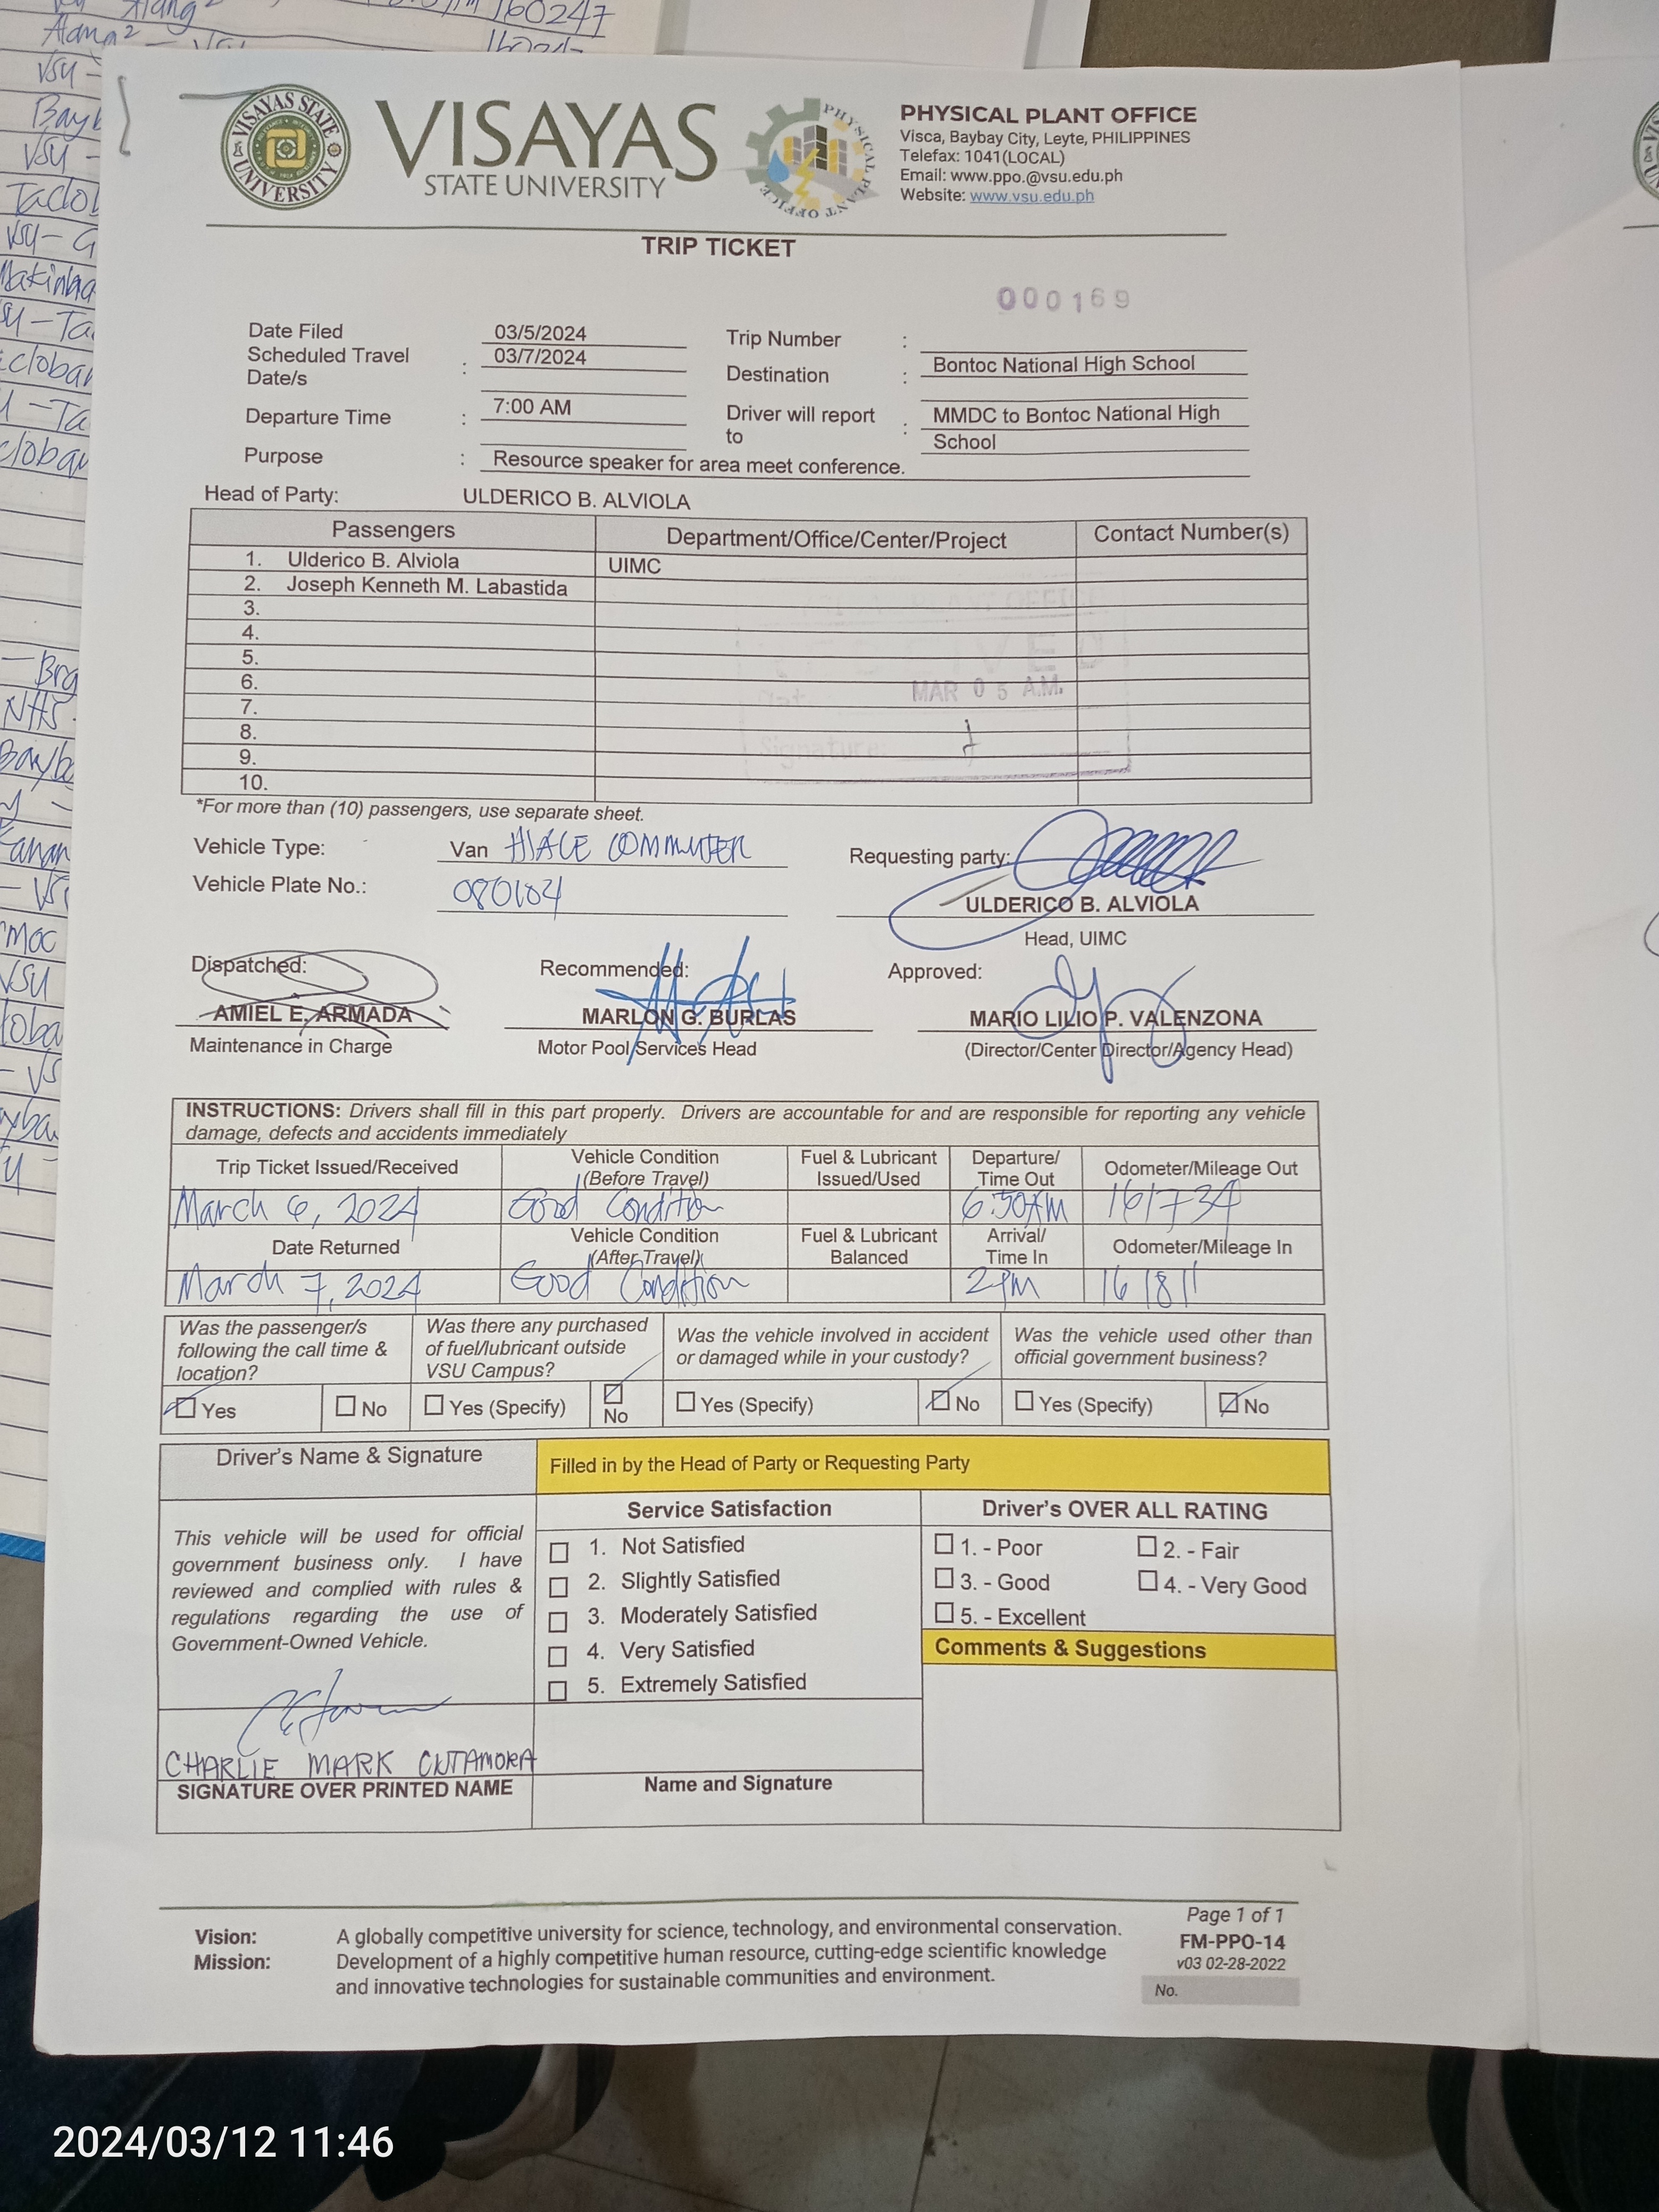 160247
Adma²
VSU -
VSU -
VSU - G
VISAYAS STATE UNIVERSITY
VISAYAS
STATE UNIVERSITY
PHYSICAL PLANT OFFICE
PHYSICAL PLANT OFFICE
Visca, Baybay City, Leyte, PHILIPPINES
Telefax: 1041(LOCAL)
Email: www.ppo.@vsu.edu.ph
Website: www.vsu.edu.ph
TRIP TICKET
000169
Date Filed 03/5/2024 Trip Number :
Scheduled Travel Date/s : 03/7/2024 Destination : Bontoc National High School
Departure Time : 7:00 AM Driver will report to : MMDC to Bontoc National High School
Purpose : Resource speaker for area meet conference.
Head of Party: ULDERICO B. ALVIOLA
Passengers Department/Office/Center/Project Contact Number(s)
1. Ulderico B. Alviola UIMC
2. Joseph Kenneth M. Labastida
3.
4.
5.
6.
7.
8.
9.
10.
MAR 05 A.M.
Signature:
*For more than (10) passengers, use separate sheet.
Vehicle Type: Van HIACE COMMUTER Requesting party:
Vehicle Plate No.: 080104
ULDERICO B. ALVIOLA
Head, UIMC
Dispatched: Recommended: Approved:
AMIEL E. ARMADA MARLON G. BURLAS MARIO LILIO P. VALENZONA
Maintenance in Charge Motor Pool Services Head (Director/Center Director/Agency Head)
INSTRUCTIONS: Drivers shall fill in this part properly. Drivers are accountable for and are responsible for reporting any vehicle
damage, defects and accidents immediately
Trip Ticket Issued/Received Vehicle Condition (Before Travel) Fuel & Lubricant Issued/Used Departure/ Time Out Odometer/Mileage Out
March 6, 2024 Good Condition 6:50AM 161734
Date Returned Vehicle Condition (After Travel) Fuel & Lubricant Balanced Arrival/ Time In Odometer/Mileage In
March 7, 2024 Good Condition 2PM 161811
Was the passenger/s following the call time & location? Was there any purchased of fuel/lubricant outside VSU Campus? Was the vehicle involved in accident or damaged while in your custody? Was the vehicle used other than official government business?
Yes No Yes (Specify) No Yes (Specify) No Yes (Specify) No
Driver's Name & Signature Filled in by the Head of Party or Requesting Party
This vehicle will be used for official
government business only. I have
reviewed and complied with rules &
regulations regarding the use of
Government-Owned Vehicle.
CHARLIE MARK CUTAMORA
SIGNATURE OVER PRINTED NAME
Service Satisfaction
1. Not Satisfied
2. Slightly Satisfied
3. Moderately Satisfied
4. Very Satisfied
5. Extremely Satisfied
Name and Signature
Driver's OVER ALL RATING
1. - Poor 2. - Fair
3. - Good 4. - Very Good
5. - Excellent
Comments & Suggestions
Vision: A globally competitive university for science, technology, and environmental conservation.
Mission: Development of a highly competitive human resource, cutting-edge scientific knowledge
and innovative technologies for sustainable communities and environment.
Page 1 of 1
FM-PPO-14
v03 02-28-2022
No.
2024/03/12 11:46